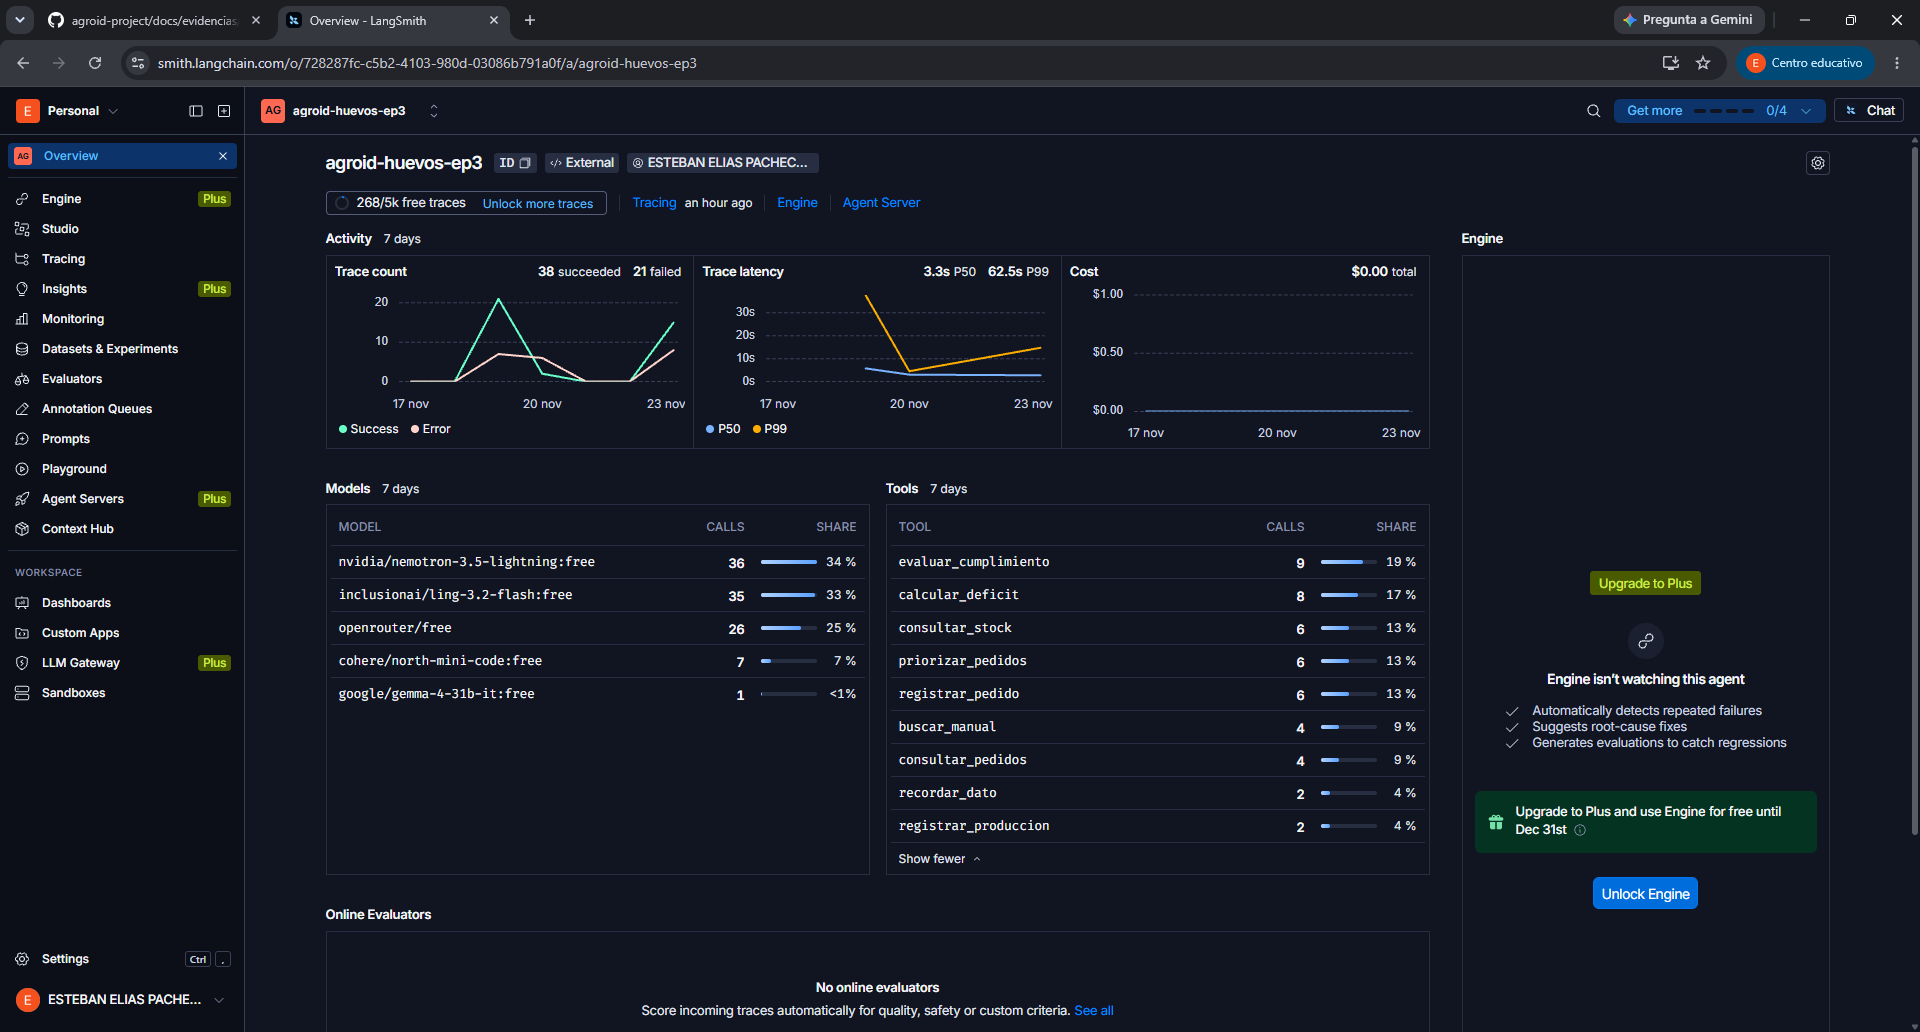 agroid-project/docs/evidencias
Overview - LangSmith
Pregunta a Gemini
smith.langchain.com/o/728287fc-c5b2-4103-980d-03086b791a0f/a/agroid-huevos-ep3
E Centro educativo
E Personal
AG agroid-huevos-ep3
Get more 0/4
Chat
AG Overview
Engine Plus
Studio
Tracing
Insights Plus
Monitoring
Datasets & Experiments
Evaluators
Annotation Queues
Prompts
Playground
Agent Servers Plus
Context Hub
WORKSPACE
Dashboards
Custom Apps
LLM Gateway Plus
Sandboxes
Settings Ctrl .
E ESTEBAN ELIAS PACHE...
agroid-huevos-ep3 ID External ESTEBAN ELIAS PACHEC...
268/5k free traces Unlock more traces Tracing an hour ago Engine Agent Server
Activity 7 days
Trace count 38 succeeded 21 failed
20
10
0
17 nov 20 nov 23 nov
Success Error
Trace latency 3.3s P50 62.5s P99
30s
20s
10s
0s
17 nov 20 nov 23 nov
P50 P99
Cost $0.00 total
$1.00
$0.50
$0.00
17 nov 20 nov 23 nov
Models 7 days
MODEL CALLS SHARE
nvidia/nemotron-3.5-lightning:free 36 34 %
inclusionai/ling-3.2-flash:free 35 33 %
openrouter/free 26 25 %
cohere/north-mini-code:free 7 7 %
google/gemma-4-31b-it:free 1 <1%
Tools 7 days
TOOL CALLS SHARE
evaluar_cumplimiento 9 19 %
calcular_deficit 8 17 %
consultar_stock 6 13 %
priorizar_pedidos 6 13 %
registrar_pedido 6 13 %
buscar_manual 4 9 %
consultar_pedidos 4 9 %
recordar_dato 2 4 %
registrar_produccion 2 4 %
Show fewer
Online Evaluators
No online evaluators
Score incoming traces automatically for quality, safety or custom criteria. See all
Engine
Upgrade to Plus
Engine isn't watching this agent
Automatically detects repeated failures
Suggests root-cause fixes
Generates evaluations to catch regressions
Upgrade to Plus and use Engine for free until
Dec 31st
Unlock Engine